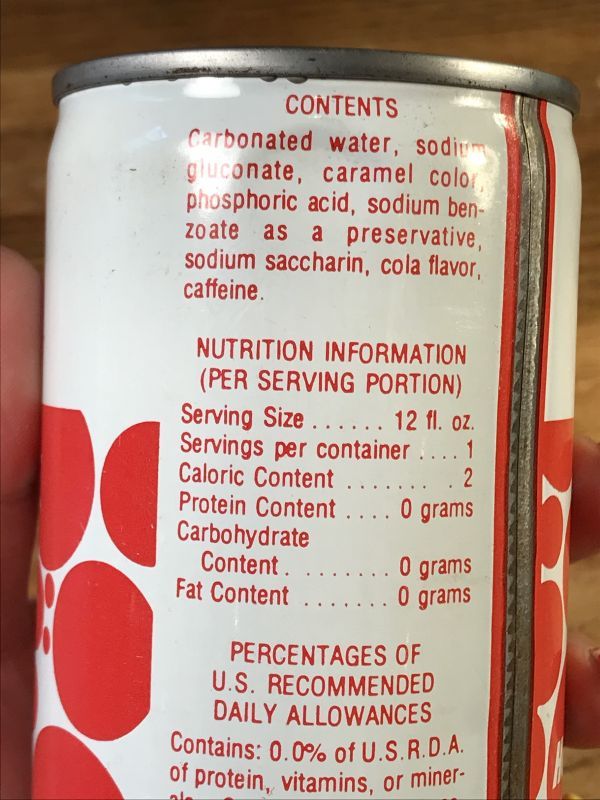 CONTENTS
Carbonated water, sodium
gluconate, caramel color,
phosphoric acid, sodium ben-
zoate as a preservative,
sodium saccharin, cola flavor,
caffeine.
NUTRITION INFORMATION
(PER SERVING PORTION)
Serving Size ...... 12 fl. oz.
Servings per container .... 1
Caloric Content ....... . 2
Protein Content .... 0 grams
Carbohydrate
Content. ........ 0 grams
Fat Content ....... 0 grams
PERCENTAGES OF
U.S. RECOMMENDED
DAILY ALLOWANCES
Contains: 0.0% of U.S.R.D.A.
of protein, vitamins, or miner-